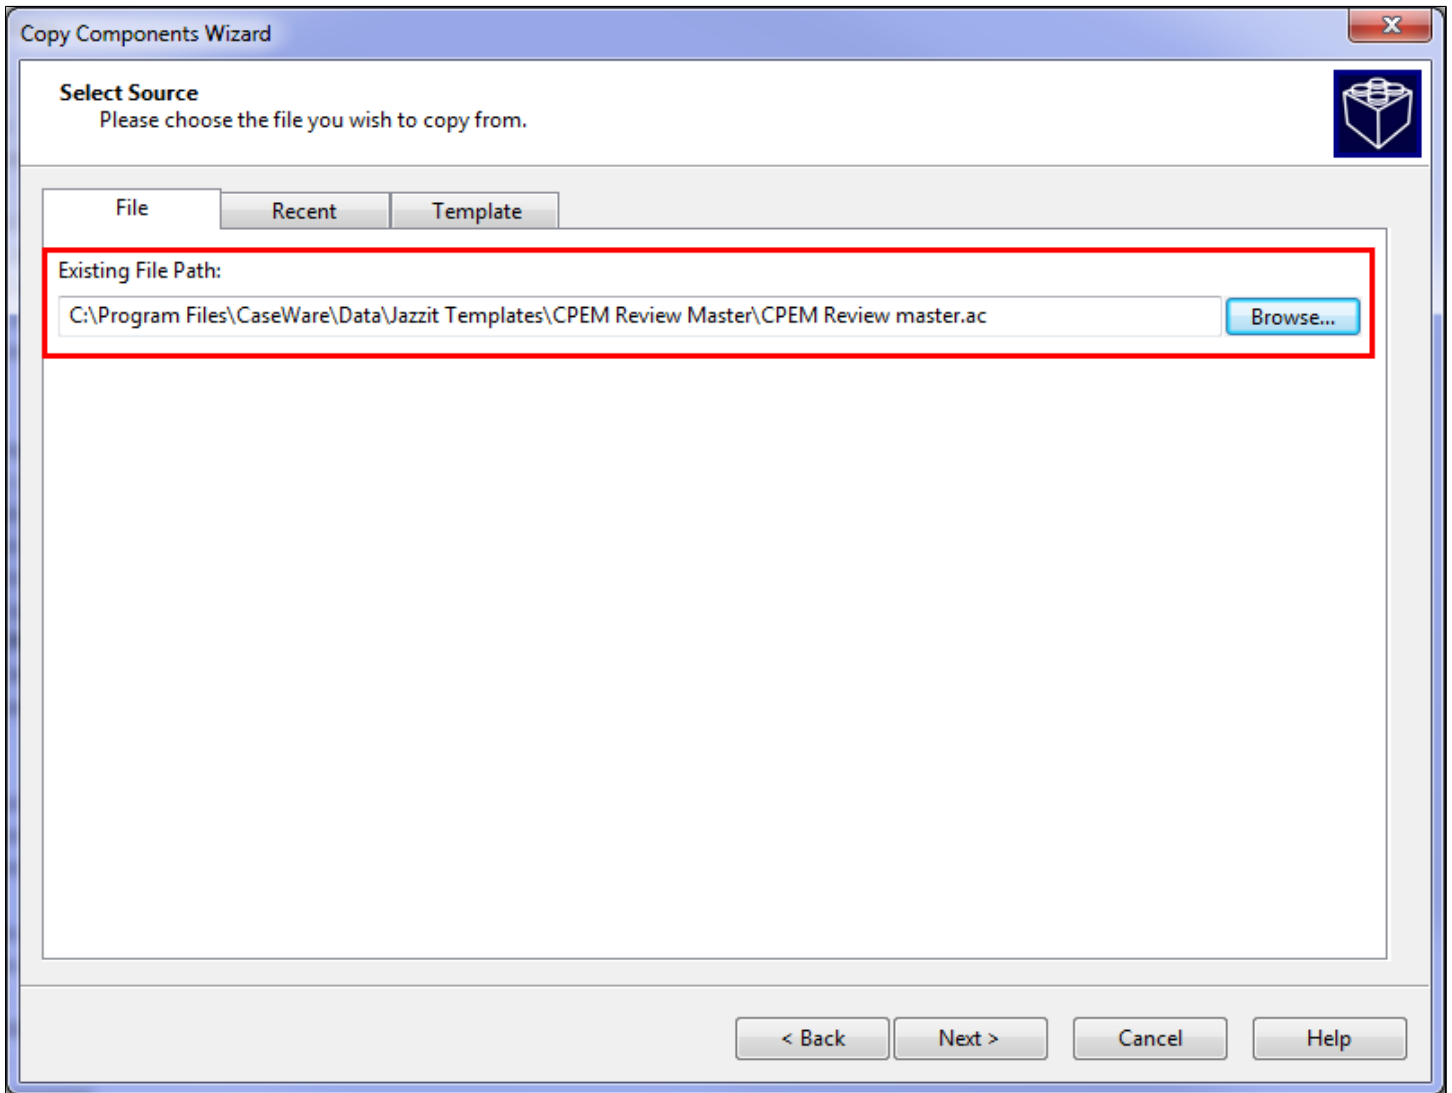 Copy Components Wizard
Select Source
Please choose the file you wish to copy from.
File Recent Template
Existing File Path:
C:\Program Files\CaseWare\Data\Jazzit Templates\CPEM Review Master\CPEM Review master.ac Browse...
< Back Next > Cancel Help